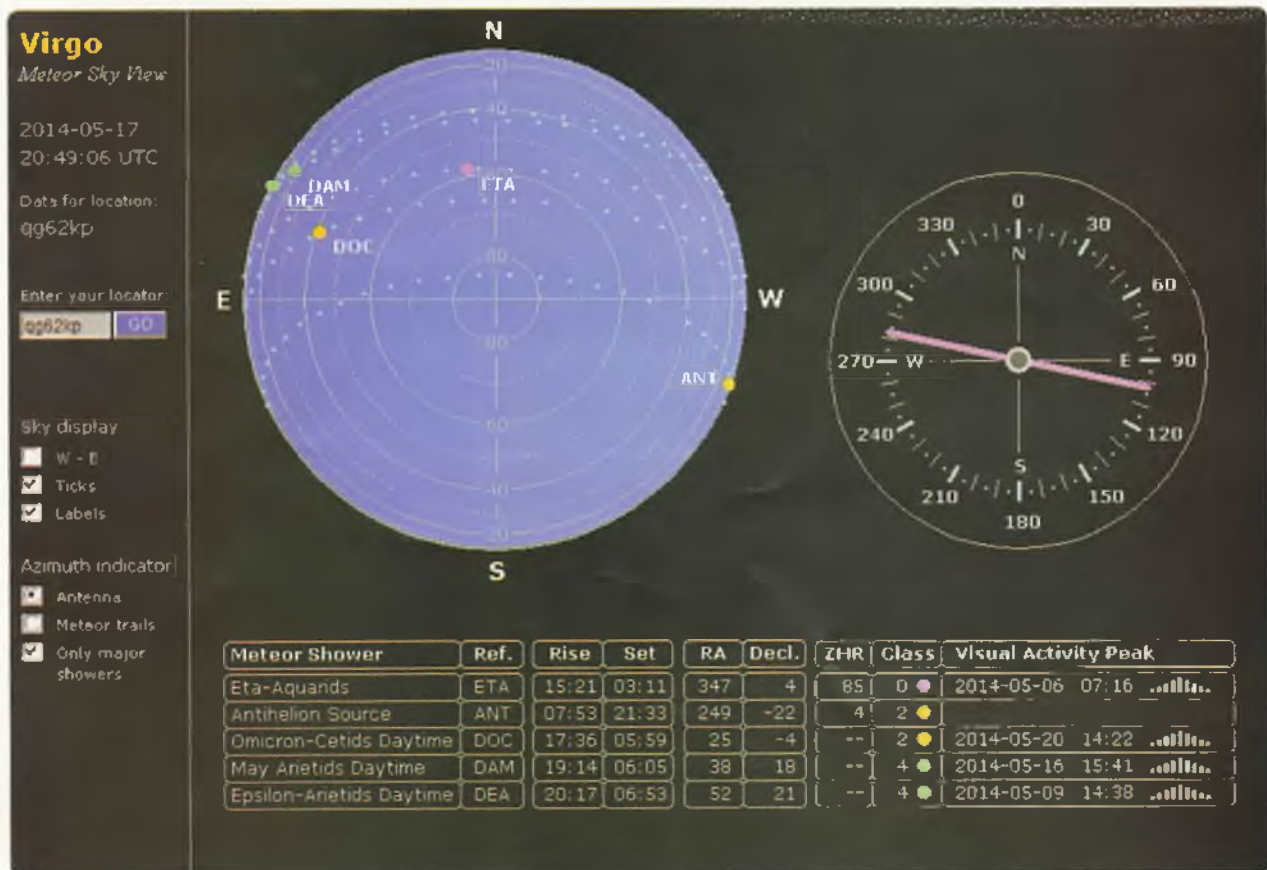 Virgo
Meteor Sky View
2014-05-17
20:49:06 UTC
Data for location:
qg62kp
Enter your locator:
qg62kp GO
Sky display
W - E
Ticks
Labels
Azimuth indicator
Antenna
Meteor trails
Only major
showers
N
20
40
DAM
DEA
ETA
DOC
80
E
W
80
ANT
60
40
20
S
0
330
30
N
300
60
270
W
E
90
240
120
S
210
150
180
Meteor Shower Ref. Rise Set RA Decl. ZHR Class Visual Activity Peak
Eta-Aquarids ETA 15:21 03:11 347 4 85 0 2014-05-06 07:16
Antihelion Source ANT 07:53 21:33 249 -22 4 2
Omicron-Cetids Daytime DOC 17:36 05:59 25 -4 -- 2 2014-05-20 14:22
May Arietids Daytime DAM 19:14 06:05 38 18 -- 4 2014-05-16 15:41
Epsilon-Arietids Daytime DEA 20:17 06:53 52 21 -- 4 2014-05-09 14:38